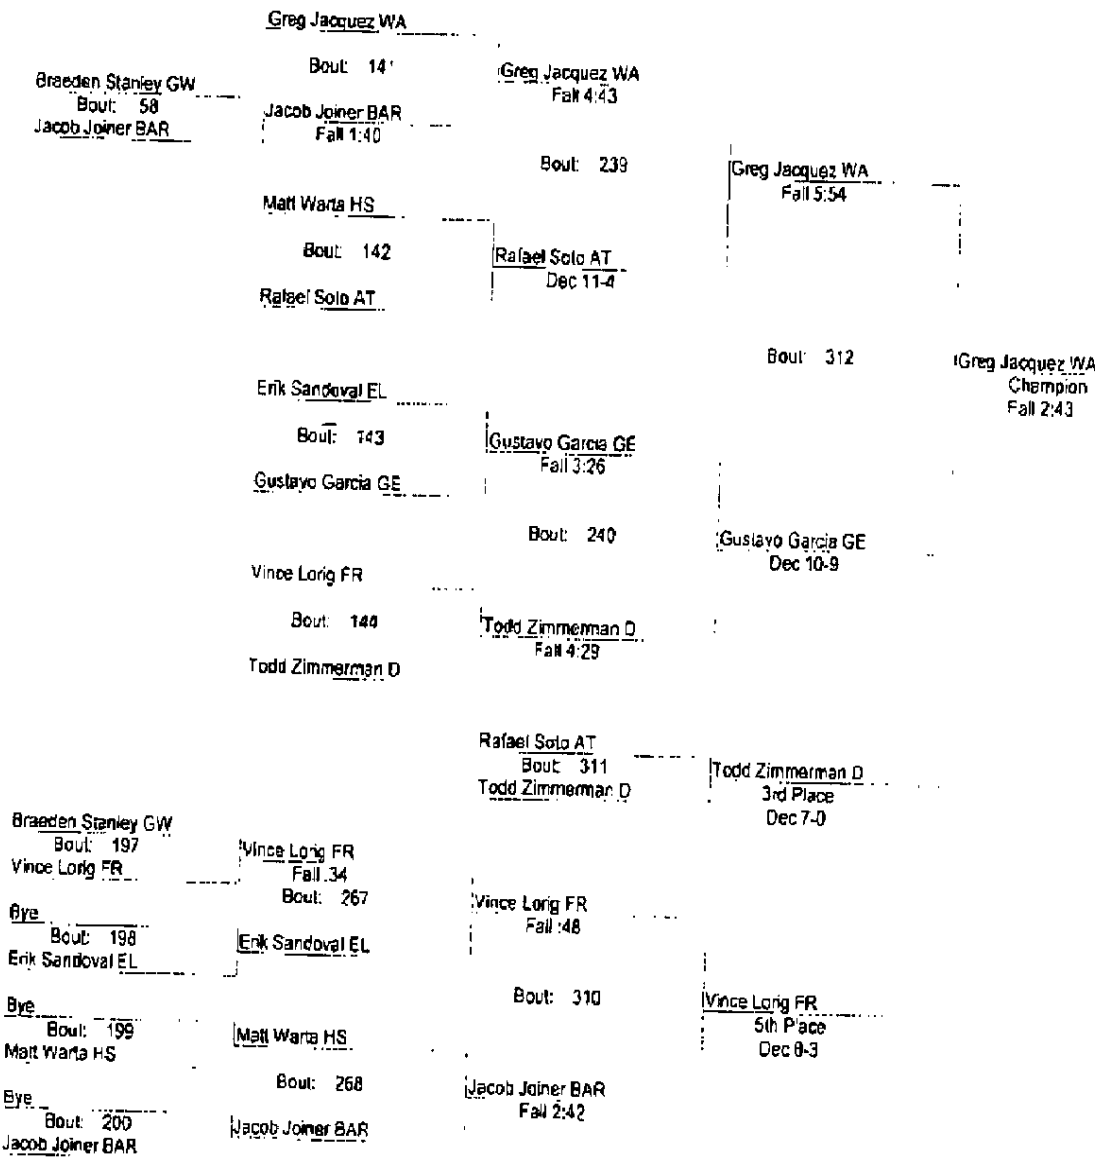 Greg Jacquez WA
Bout: 141
Braeden Stanley GW
Bout: 58
Jacob Joiner BAR
Jacob Joiner BAR
Fall 1:40
Greg Jacquez WA
Fall 4:43
Bout: 239
Matt Warta HS
Bout: 142
Rafael Soto AT
Rafael Soto AT
Dec 11-4
Greg Jacquez WA
Fall 5:54
Erik Sandoval EL
Bout: 143
Gustavo Garcia GE
Gustavo Garcia GE
Fall 3:26
Bout: 240
Vince Lorig FR
Bout: 144
Todd Zimmerman D
Todd Zimmerman D
Fall 4:29
Gustavo Garcia GE
Dec 10-9
Bout: 312
Greg Jacquez WA
Champion
Fall 2:43
Rafael Soto AT
Bout: 311
Todd Zimmerman D
Todd Zimmerman D
3rd Place
Dec 7-0
Braeden Stanley GW
Bout: 197
Vince Lorig FR
Vince Lorig FR
Fall :34
Bout: 267
Bye
Bout: 198
Erik Sandoval EL
Erik Sandoval EL
Vince Lorig FR
Fall :48
Bout: 310
Bye
Bout: 199
Matt Warta HS
Matt Warta HS
Bout: 268
Bye
Bout: 200
Jacob Joiner BAR
Jacob Joiner BAR
Jacob Joiner BAR
Fall 2:42
Vince Lorig FR
5th Place
Dec 8-3